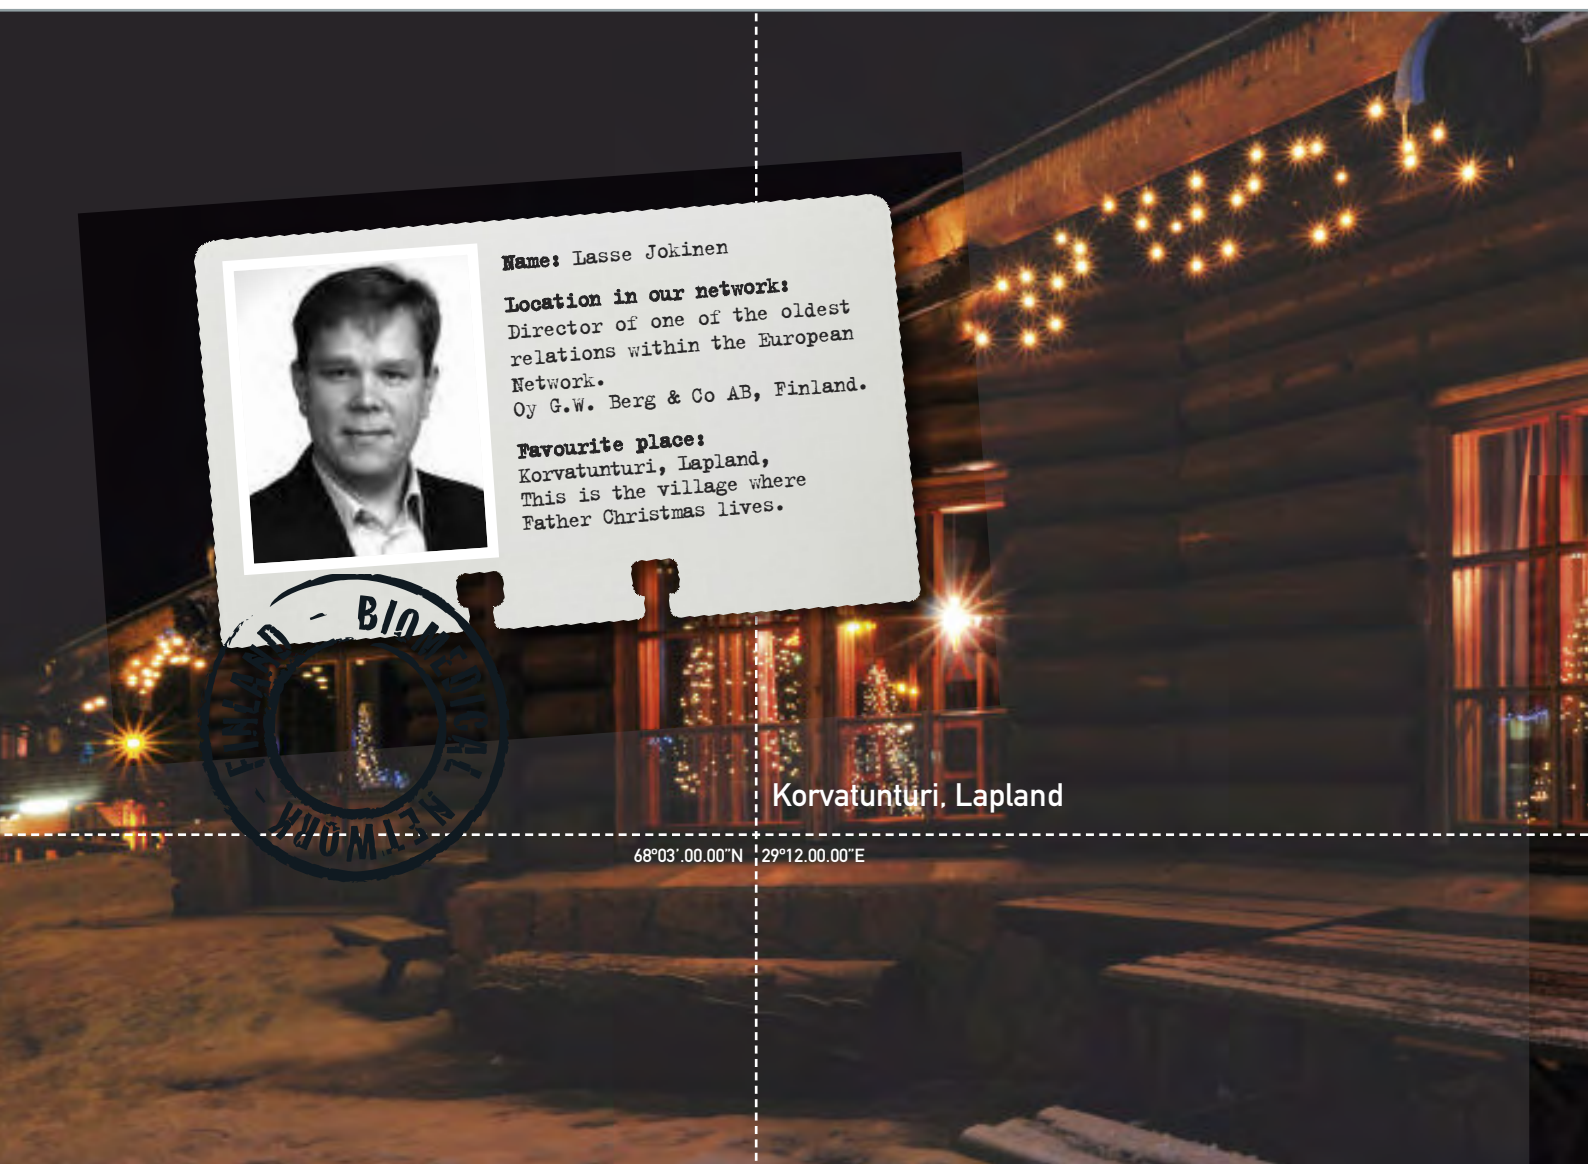 Name: Lasse Jokinen
Location in our network:
Director of one of the oldest
relations within the European
Network.
Oy G.W. Berg & Co AB, Finland.
Favourite place:
Korvatunturi, Lapland,
This is the village where
Father Christmas lives.
FINLAND - BIOMEDICAL NETWORK -
Korvatunturi, Lapland
68°03'.00.00"N 29°12.00.00"E